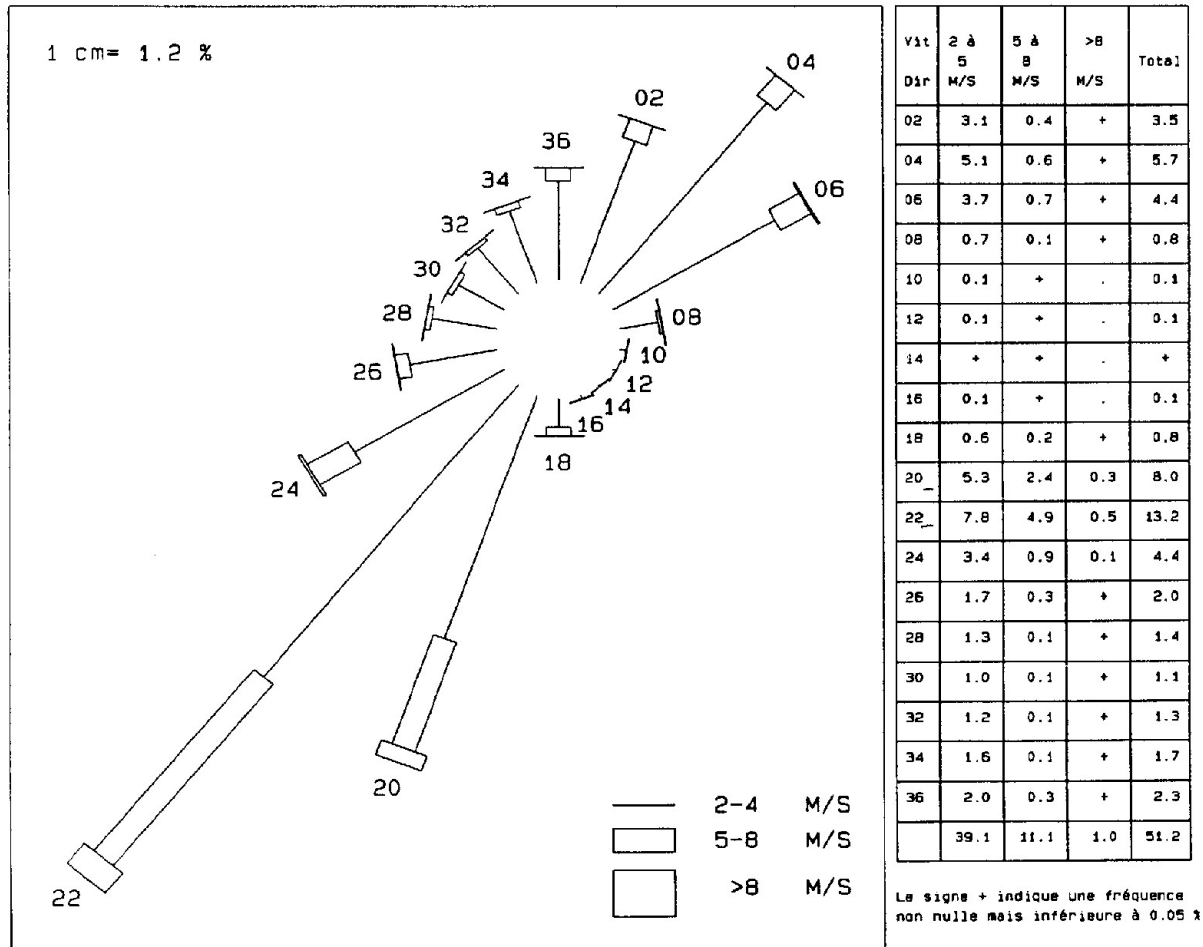 1 cm= 1.2 %
04
02
36
34
06
32
30
28
08
26
10
12
14
16
18
24
20
22
2-4 M/S
5-8 M/S
>8 M/S
Vit 2 à 5 à >8 Total
5 8
Dir M/S M/S M/S
02 3.1 0.4 + 3.5
04 5.1 0.6 + 5.7
06 3.7 0.7 + 4.4
08 0.7 0.1 + 0.8
10 0.1 + . 0.1
12 0.1 + . 0.1
14 + + . +
16 0.1 + . 0.1
18 0.6 0.2 + 0.8
20 5.3 2.4 0.3 8.0
22 7.8 4.9 0.5 13.2
24 3.4 0.9 0.1 4.4
26 1.7 0.3 + 2.0
28 1.3 0.1 + 1.4
30 1.0 0.1 + 1.1
32 1.2 0.1 + 1.3
34 1.6 0.1 + 1.7
36 2.0 0.3 + 2.3
39.1 11.1 1.0 51.2
Le signe + indique une fréquence
non nulle mais inférieure à 0.05 %